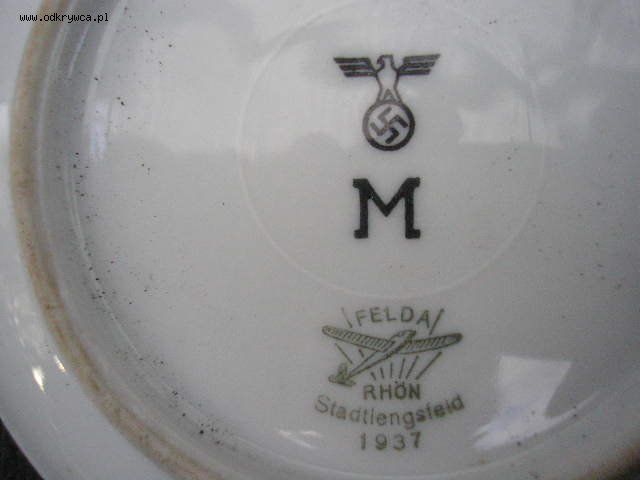 www.odkrywca.pl
M
FELDA
RHÖN
Stadtlengsfeld
1937